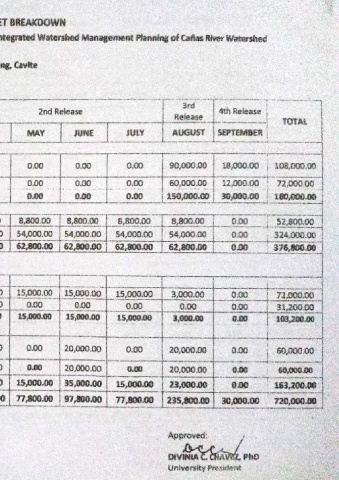 ET BREAKDOWN
ntegrated Watershed Management Planning of Cañas River Watershed
ng, Cavite
2nd Release 3rd Release 4th Release TOTAL
MAY JUNE JULY AUGUST SEPTEMBER
0.00 0.00 0.00 90,000.00 18,000.00 108,000.00
0.00 0.00 0.00 60,000.00 12,000.00 72,000.00
0.00 0.00 0.00 150,000.00 30,000.00 180,000.00
0 8,800.00 8,800.00 8,800.00 8,800.00 0.00 52,800.00
0 54,000.00 54,000.00 54,000.00 54,000.00 0.00 324,000.00
0 62,800.00 62,800.00 62,800.00 62,800.00 0.00 376,800.00
0 15,000.00 15,000.00 15,000.00 3,000.00 0.00 72,000.00
0 0.00 0.00 0.00 0.00 0.00 31,200.00
0 15,000.00 15,000.00 15,000.00 3,000.00 0.00 103,200.00
0 0.00 20,000.00 0.00 20,000.00 0.00 60,000.00
0 0.00 20,000.00 0.00 20,000.00 0.00 60,000.00
0 15,000.00 35,000.00 15,000.00 23,000.00 0.00 163,200.00
0 77,800.00 97,800.00 77,800.00 235,800.00 30,000.00 720,000.00
Approved:
DIVINIA C. CHAVEZ, PhD
University President